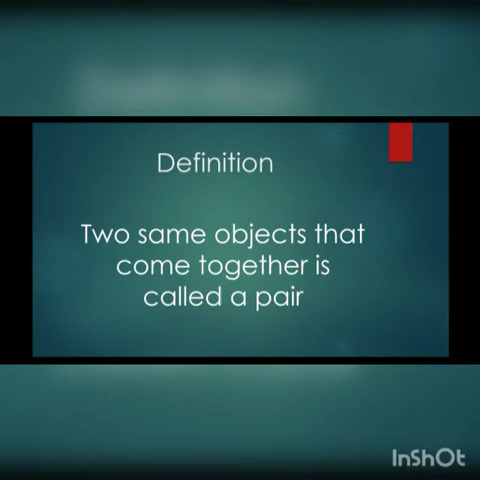 Definition
Two same objects that
come together is
called a pair
InShOt